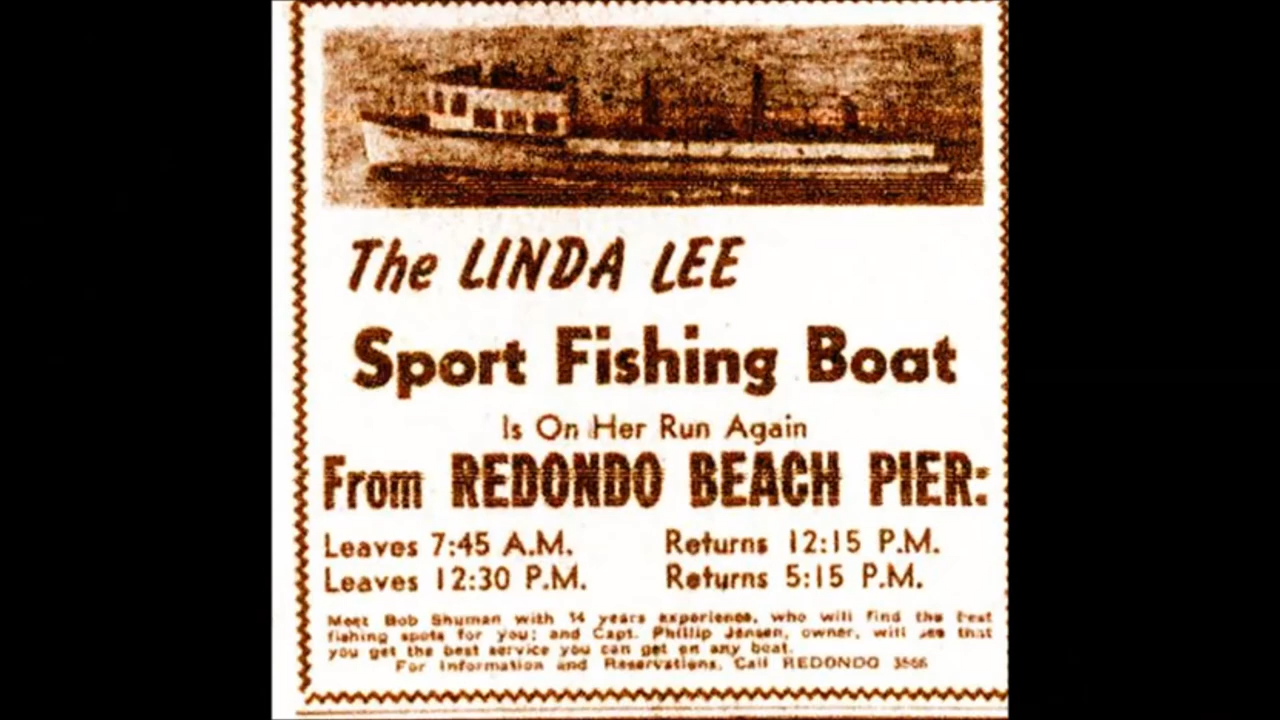 The LINDA LEE
Sport Fishing Boat
Is On Her Run Again
From REDONDO BEACH PIER:
Leaves 7:45 A.M. Returns 12:15 P.M.
Leaves 12:30 P.M. Returns 5:15 P.M.
Meet Bob Shuman with 14 years experience, who will find the best
fishing spots for you; and Capt. Phillip Jensen, owner, will see that
you get the best service you can get on any boat.
For Information and Reservations, Call REDONDO